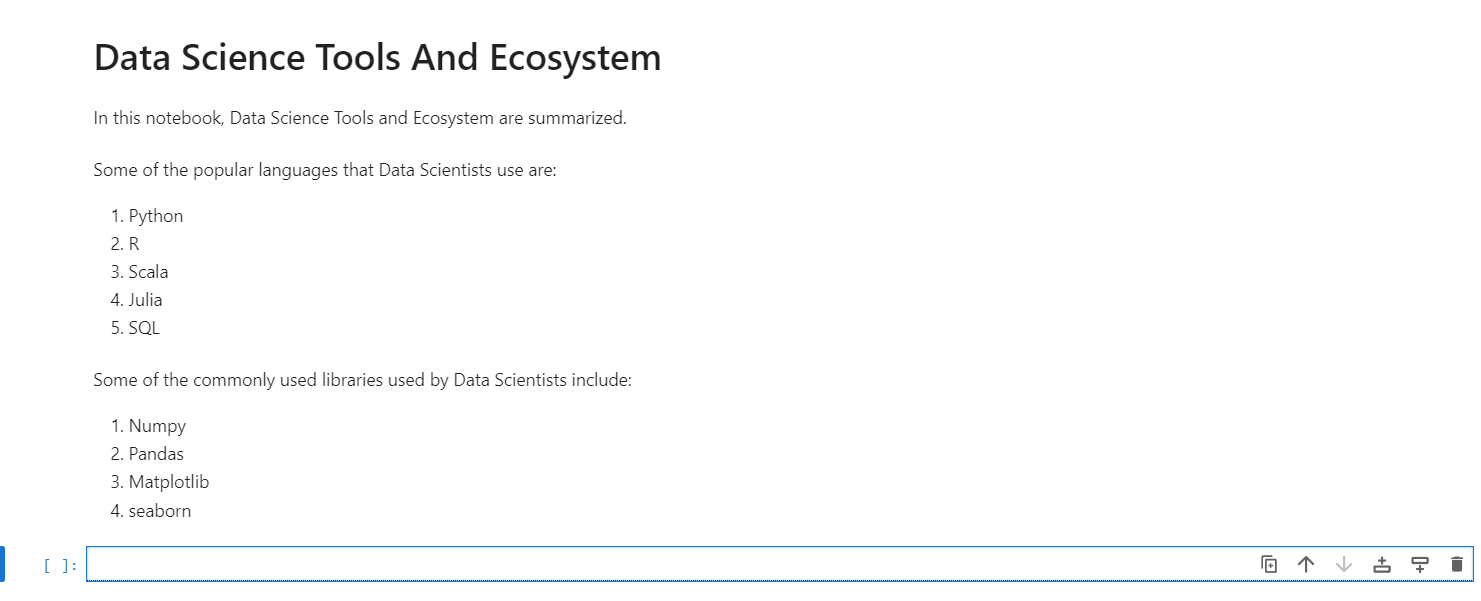 Data Science Tools And Ecosystem
In this notebook, Data Science Tools and Ecosystem are summarized.
Some of the popular languages that Data Scientists use are:
1. Python
2. R
3. Scala
4. Julia
5. SQL
Some of the commonly used libraries used by Data Scientists include:
1. Numpy
2. Pandas
3. Matplotlib
4. seaborn
[ ]: